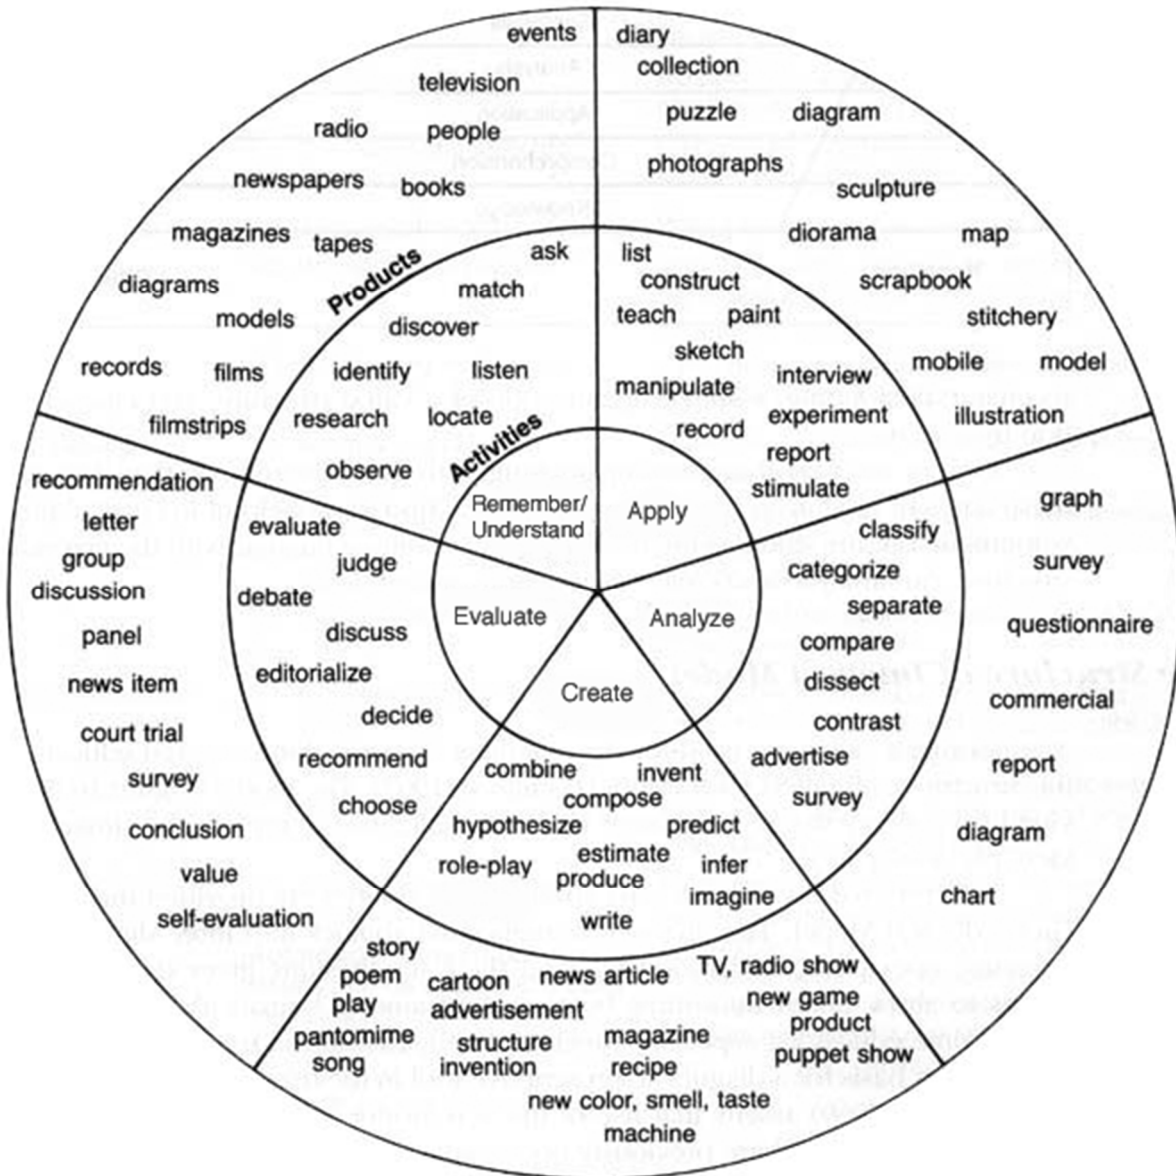 events
television
radio
people
newspapers
books
magazines
tapes
diagrams
models
records
films
filmstrips
Products
ask
match
discover
identify
listen
research
locate
observe
Activities
Remember/
Understand
diary
collection
puzzle
diagram
photographs
sculpture
diorama
map
scrapbook
stitchery
mobile
model
illustration
list
construct
teach
paint
sketch
manipulate
interview
experiment
record
report
stimulate
Apply
graph
survey
questionnaire
commercial
report
diagram
chart
classify
categorize
separate
compare
dissect
contrast
advertise
survey
Analyze
Create
combine
invent
compose
hypothesize
predict
estimate
role-play
infer
produce
imagine
write
story
poem
play
pantomime
song
cartoon
news article
advertisement
structure
invention
magazine
recipe
TV, radio show
new game
product
puppet show
new color, smell, taste
machine
Evaluate
evaluate
judge
debate
discuss
editorialize
decide
recommend
choose
recommendation
letter
group
discussion
panel
news item
court trial
survey
conclusion
value
self-evaluation